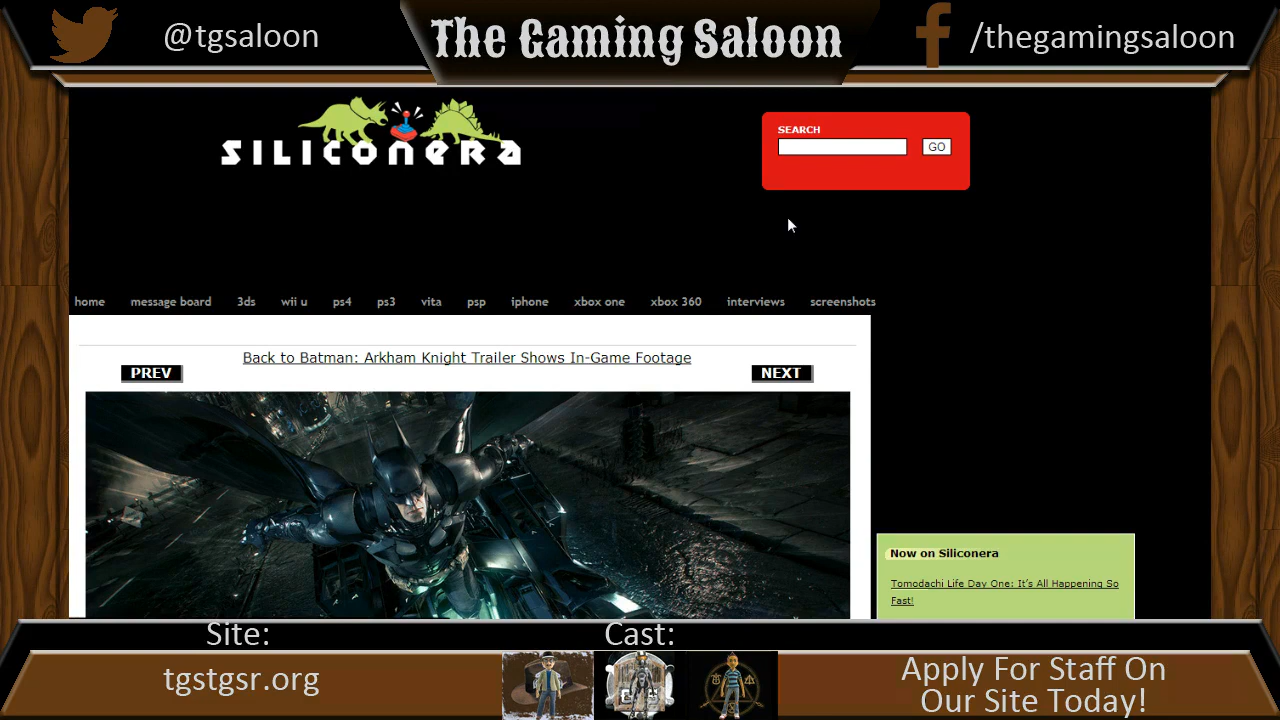 @tgsaloon
The Gaming Saloon
/thegamingsaloon
SILICONERA
SEARCH
GO
home message board 3ds wii u ps4 ps3 vita psp iphone xbox one xbox 360 interviews screenshots
Back to Batman: Arkham Knight Trailer Shows In-Game Footage
PREV
NEXT
Now on Siliconera
Tomodachi Life Day One: It's All Happening So
Fast!
Site:
tgstgsr.org
Cast:
Apply For Staff On
Our Site Today!